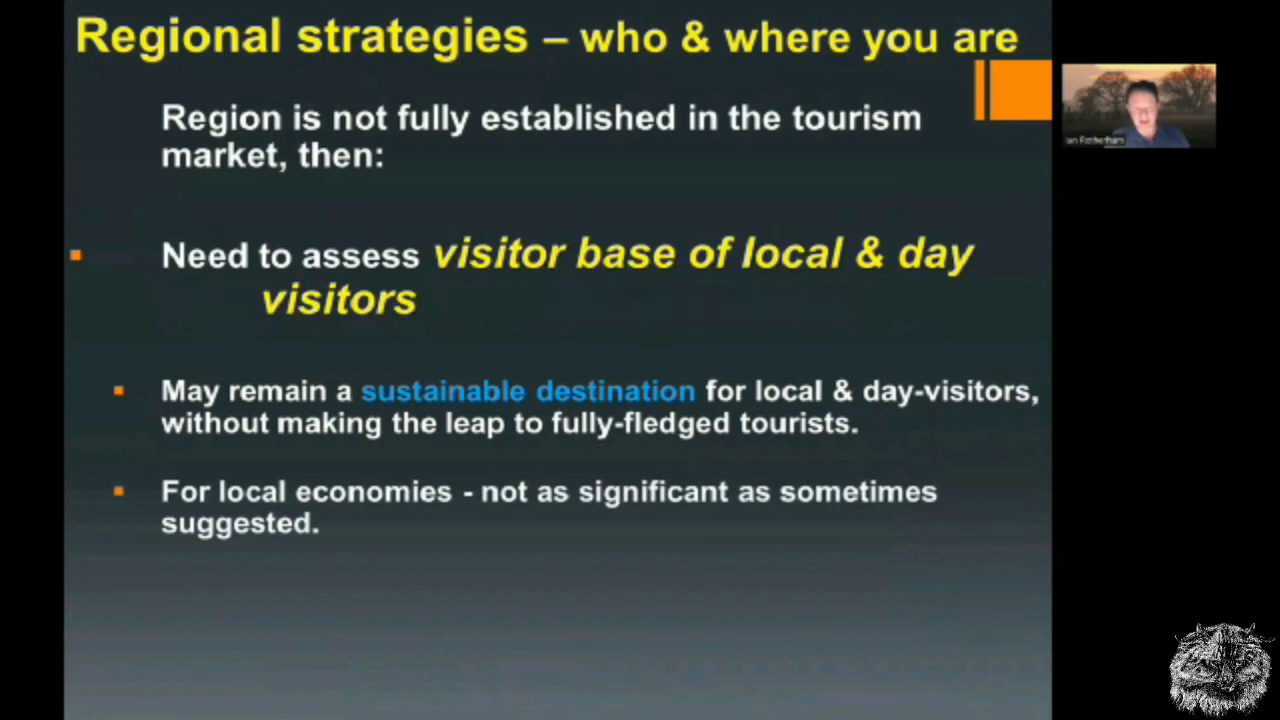 Regional strategies – who & where you are
Region is not fully established in the tourism
market, then:
Need to assess visitor base of local & day
visitors
May remain a sustainable destination for local & day-visitors,
without making the leap to fully-fledged tourists.
For local economies - not as significant as sometimes
suggested.
Ian Rotherham